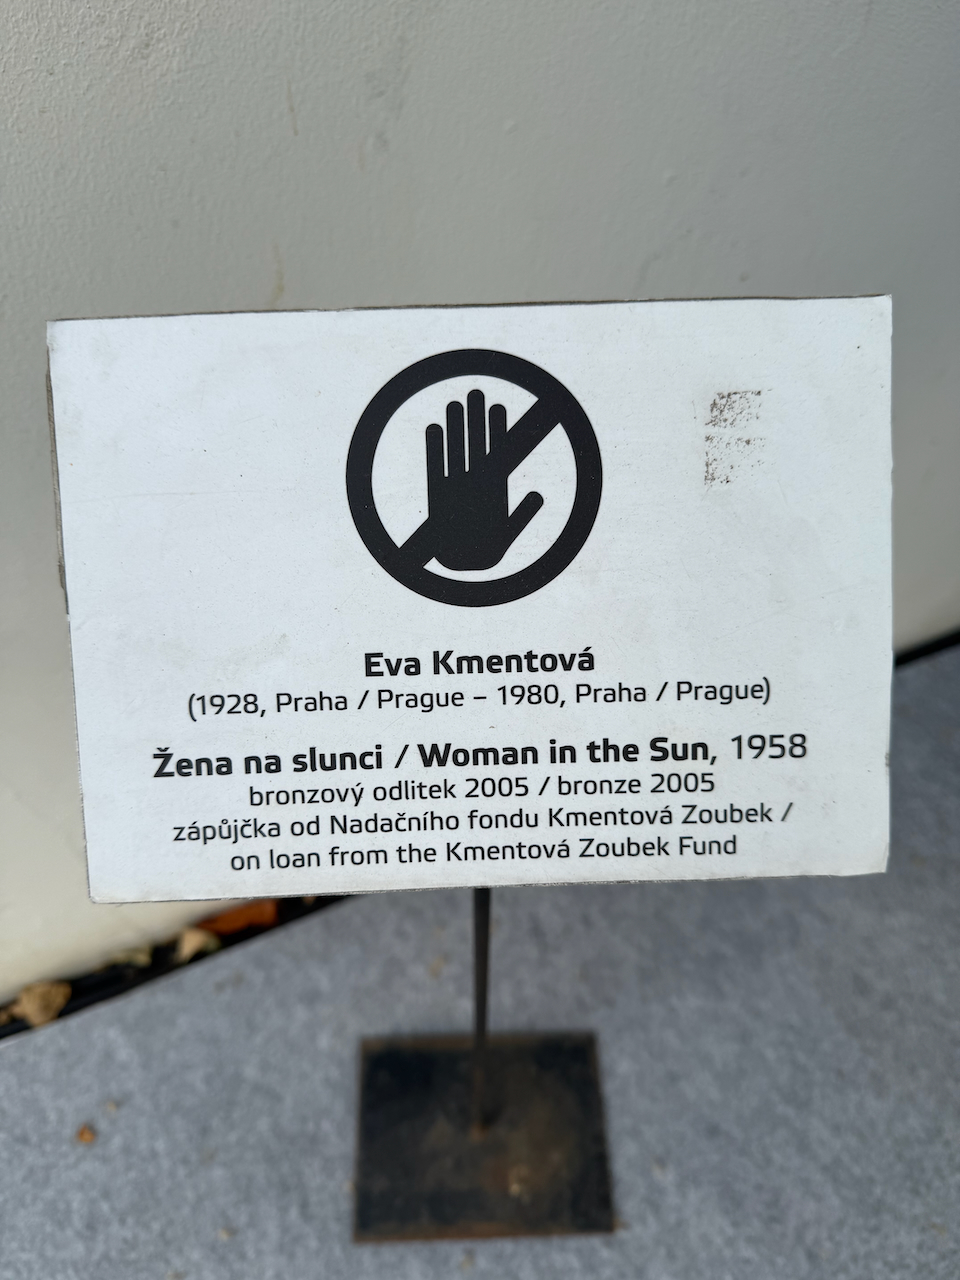 Eva Kmentová
(1928, Praha / Prague – 1980, Praha / Prague)
Žena na slunci / Woman in the Sun, 1958
bronzový odlitek 2005 / bronze 2005
zápůjčka od Nadačního fondu Kmentová Zoubek /
on loan from the Kmentová Zoubek Fund